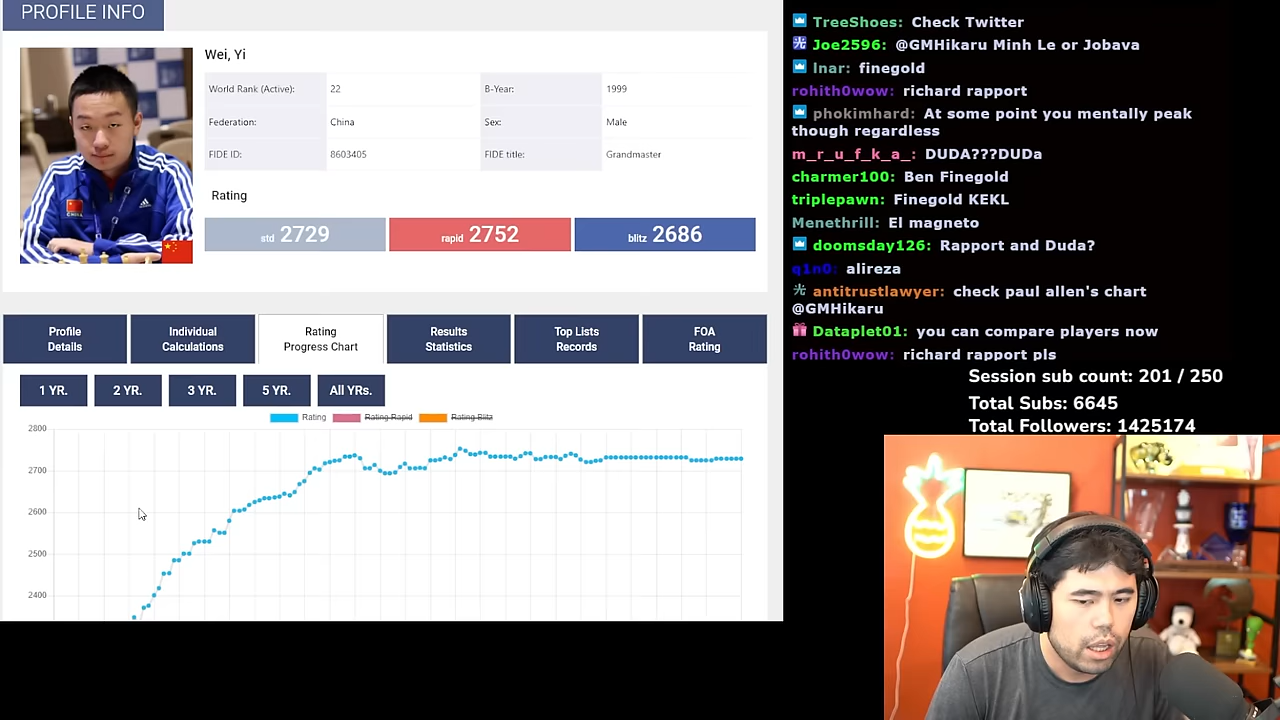 PROFILE INFO
Wei, Yi
World Rank (Active): 22 B-Year: 1999
Federation: China Sex: Male
FIDE ID: 8603405 FIDE title: Grandmaster
Rating
std 2729 rapid 2752 blitz 2686
Profile Details
Individual Calculations
Rating Progress Chart
Results Statistics
Top Lists Records
FOA Rating
1 YR. 2 YR. 3 YR. 5 YR. All YRs.
Rating Rating Rapid Rating Blitz
2800
2700
2600
2500
2400
CHINA
TreeShoes: Check Twitter
Joe2596: @GMHikaru Minh Le or Jobava
lnar: finegold
rohith0wow: richard rapport
phokimhard: At some point you mentally peak
though regardless
m_r_u_f_k_a_: DUDA???DUDa
charmer100: Ben Finegold
triplepawn: Finegold KEKL
Menethrill: El magneto
doomsday126: Rapport and Duda?
q1n0: alireza
antitrustlawyer: check paul allen's chart
@GMHikaru
Dataplet01: you can compare players now
rohith0wow: richard rapport pls
Session sub count: 201 / 250
Total Subs: 6645
Total Followers: 1425174